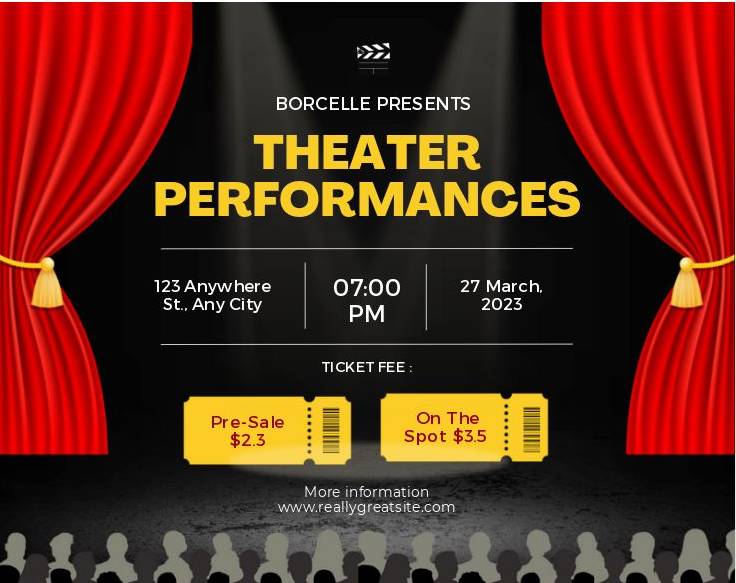 BORCELLE PRESENTS
THEATER
PERFORMANCES
123 Anywhere
St., Any City
07:00
PM
27 March,
2023
TICKET FEE :
Pre-Sale
$2.3
On The
Spot $3.5
More information
www.reallygreatsite.com